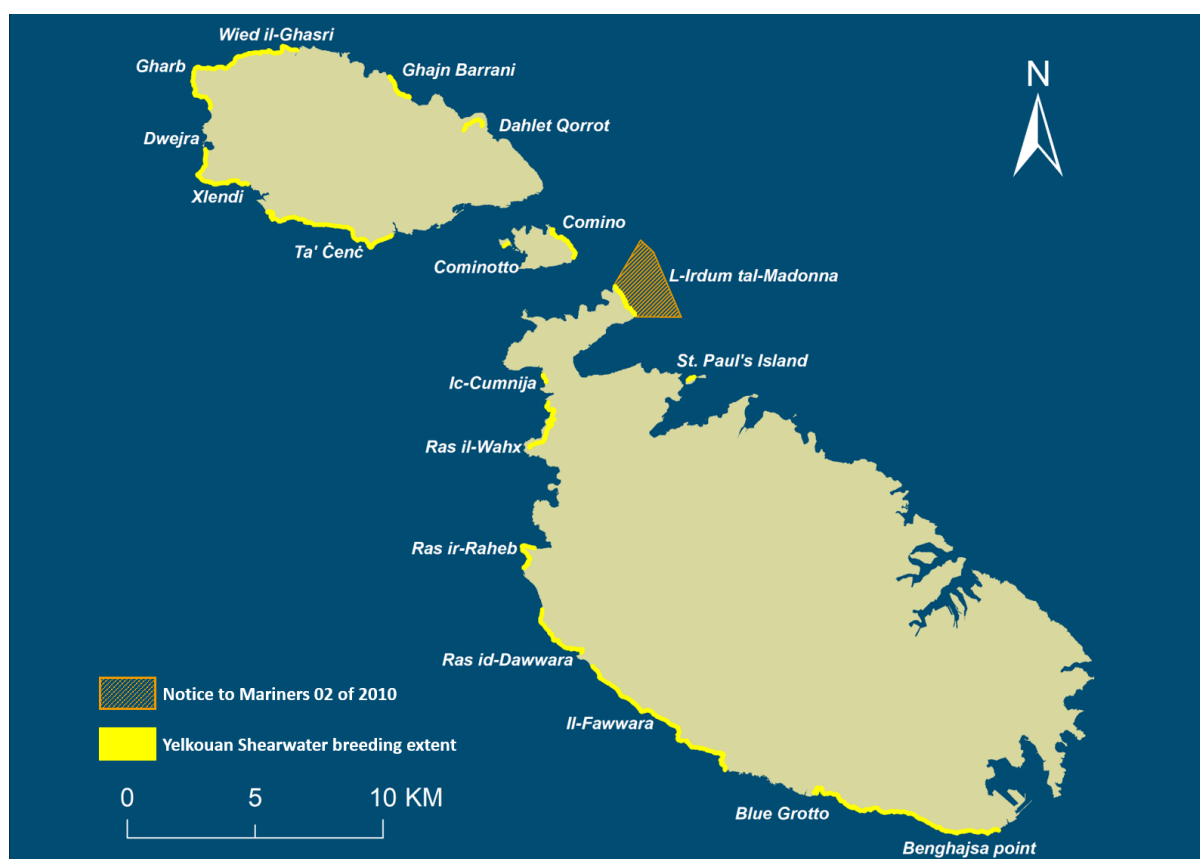 Wied il-Ghasri
Gharb
Ghajn Barrani
N
Dahlet Qorrot
Dwejra
Xlendi
Comino
Ta' Ċenċ
Cominotto
L-Irdum tal-Madonna
St. Paul's Island
Ic-Cumnija
Ras il-Wahx
Ras ir-Raheb
Ras id-Dawwara
Notice to Mariners 02 of 2010
Il-Fawwara
Yelkouan Shearwater breeding extent
0 5 10 KM
Blue Grotto
Benghajsa point